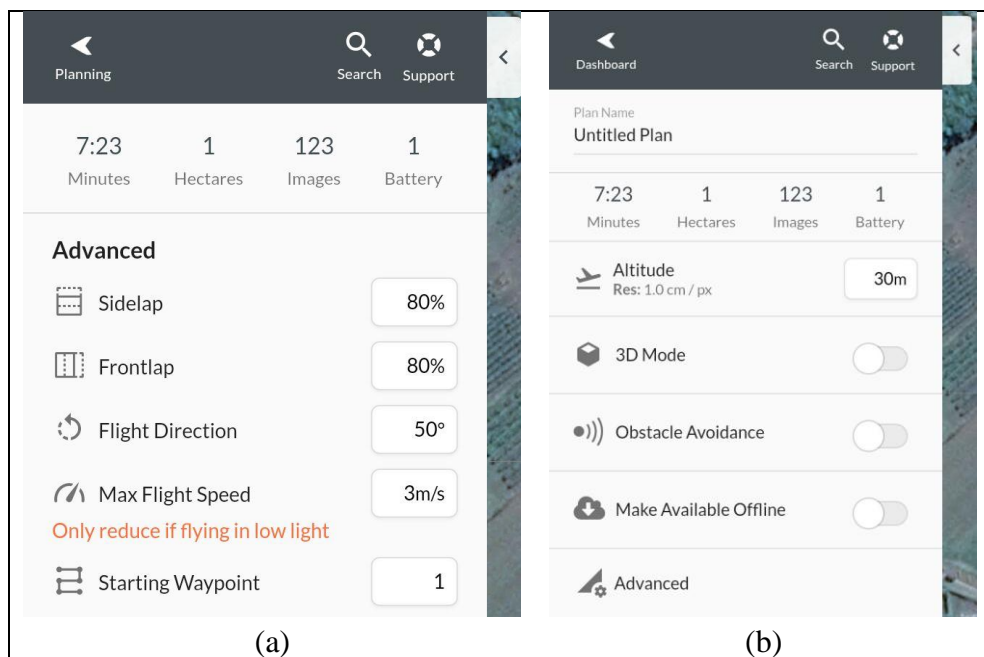 Planning
Search Support
7:23 1 123 1
Minutes Hectares Images Battery
Advanced
Sidelap 80%
Frontlap 80%
Flight Direction 50°
Max Flight Speed 3m/s
Only reduce if flying in low light
Starting Waypoint 1
(a)
Dashboard
Search Support
Plan Name
Untitled Plan
7:23 1 123 1
Minutes Hectares Images Battery
Altitude 30m
Res: 1.0 cm / px
3D Mode
Obstacle Avoidance
Make Available Offline
Advanced
(b)